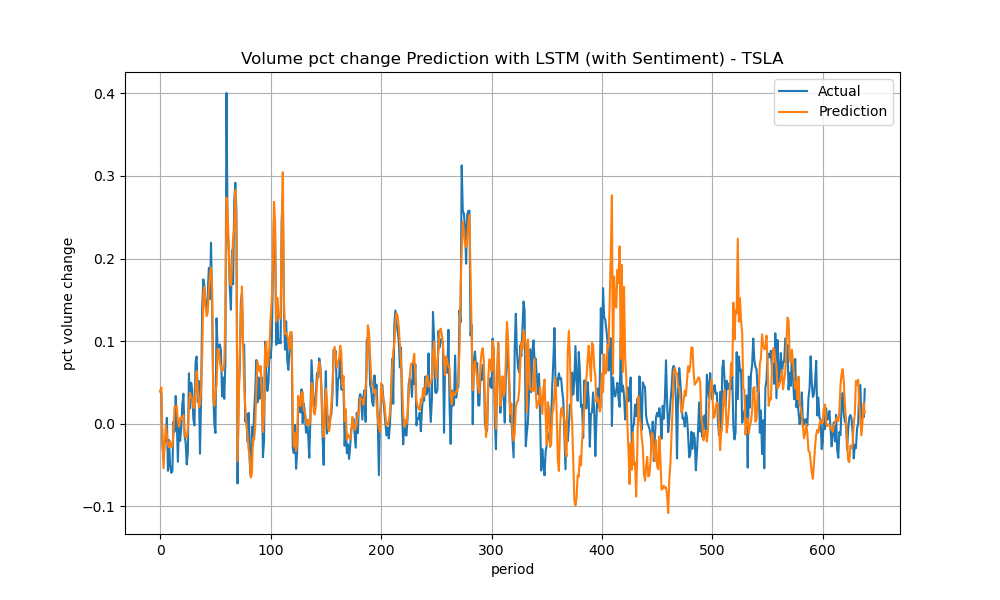 Volume pct change Prediction with LSTM (with Sentiment) - TSLA
Actual
Prediction
0.4
0.3
0.2
0.1
0.0
−0.1
pct volume change
0 100 200 300 400 500 600
period